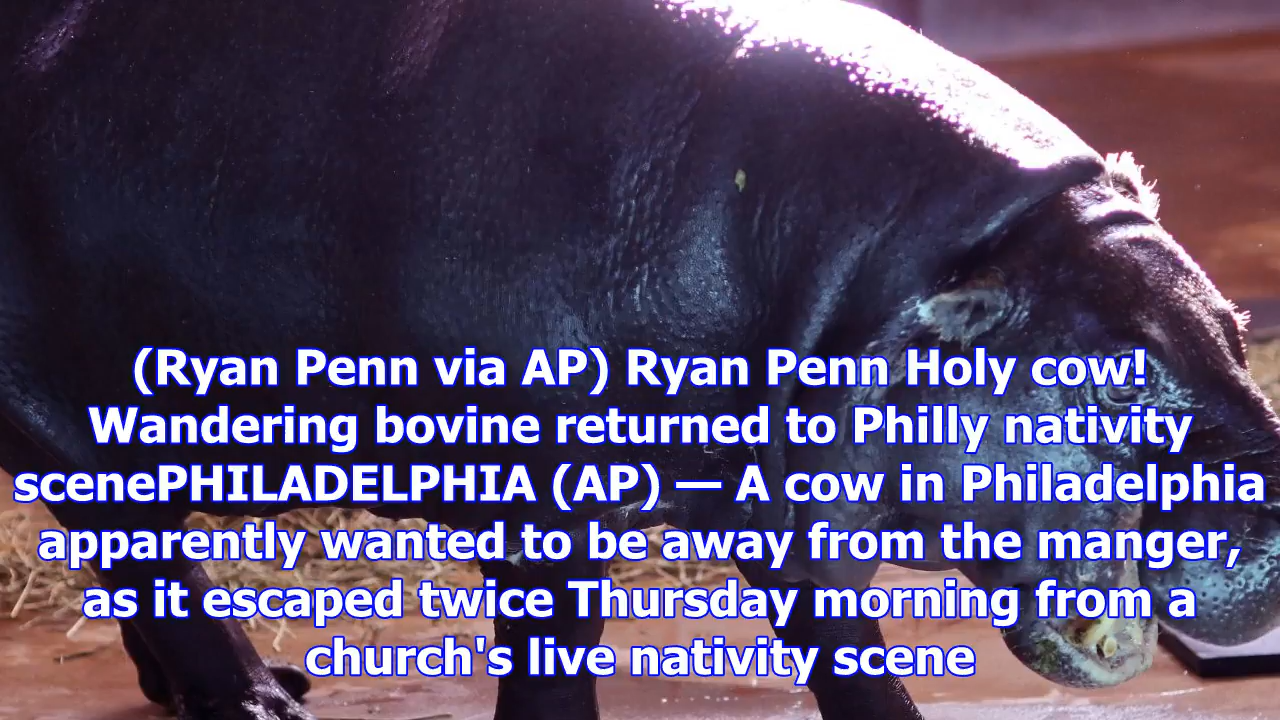 (Ryan Penn via AP) Ryan Penn Holy cow!
Wandering bovine returned to Philly nativity
scenePHILADELPHIA (AP) — A cow in Philadelphia
apparently wanted to be away from the manger,
as it escaped twice Thursday morning from a
church's live nativity scene